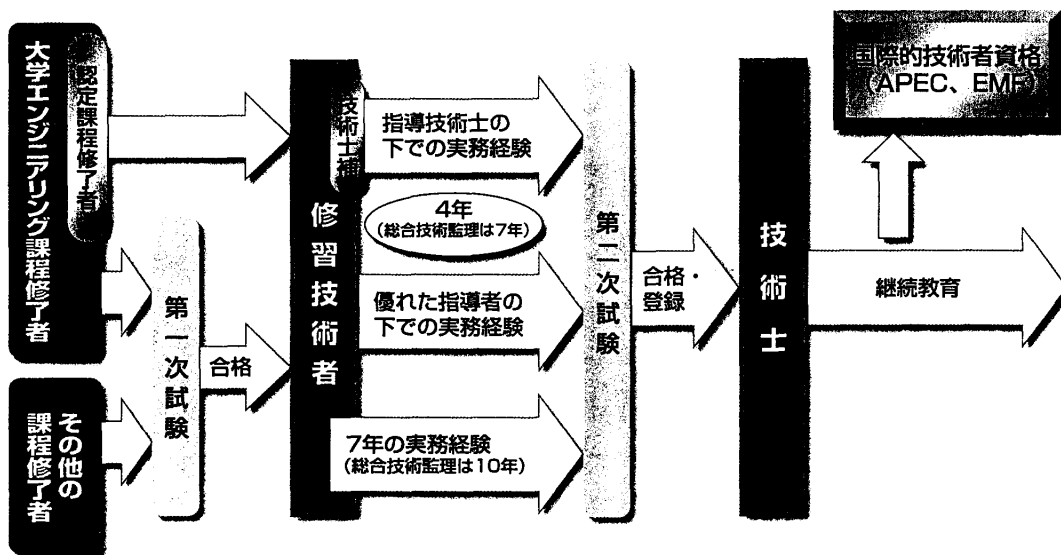 大学エンジニアリング課程修了者
認定課程修了者
その他の
課程修了者
第一次試験
合格
修習技術者
技術士補
指導技術士の
下での実務経験
4年
(総合技術監理は7年)
優れた指導者の
下での実務経験
7年の実務経験
(総合技術監理は10年)
第二次試験
合格・
登録
技術士
国際的技術者資格
(APEC、EMF)
継続教育